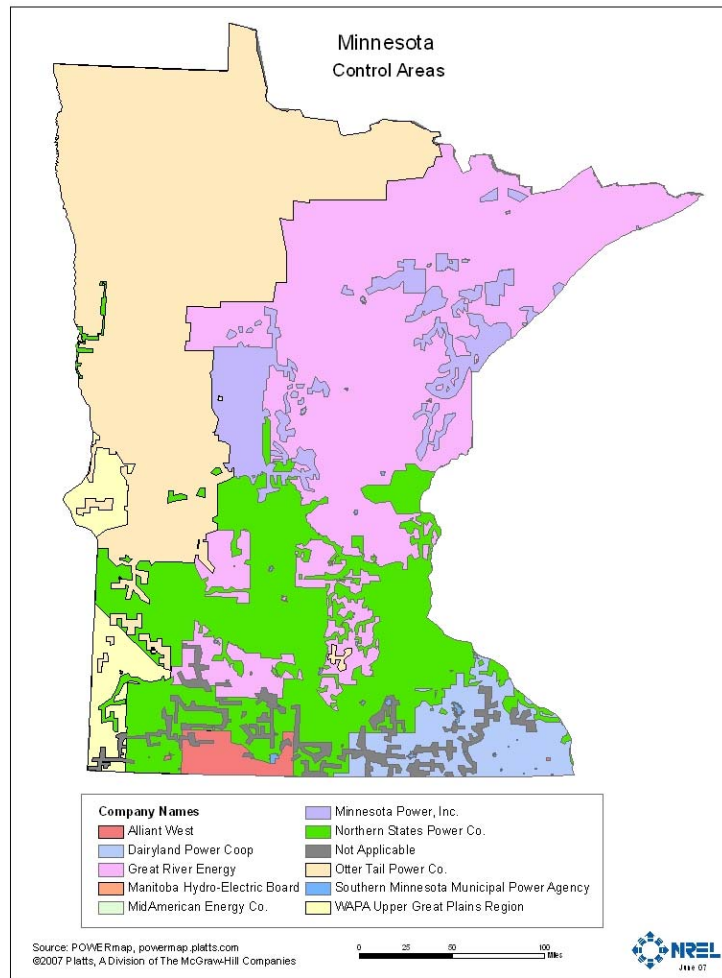 Minnesota
Control Areas
Company Names
Alliant West
Dairyland Power Coop
Great River Energy
Manitoba Hydro-Electric Board
MidAmerican Energy Co.
Minnesota Power, Inc.
Northern States Power Co.
Not Applicable
Otter Tail Power Co.
Southern Minnesota Municipal Power Agency
WAPA Upper Great Plains Region
Source: POWERmap, powermap.platts.com
©2007 Platts, A Division of The McGraw-Hill Companies
0 25 50 100
Miles
NREL
June 07